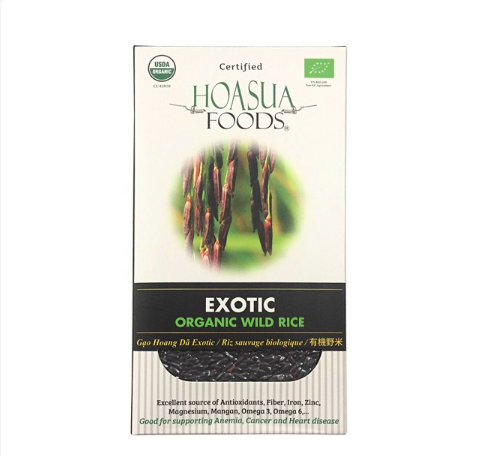 Certified
USDA
ORGANIC
HOASUA
FOODS®
EXOTIC
ORGANIC WILD RICE
Gạo Hoang Dã Exotic / Riz sauvage biologique / 有機野米
Excellent source of Antioxidants, Fiber, Iron, Zinc,
Magnesium, Mangan, Omega 3, Omega 6,...
Good for supporting Anemia, Cancer and Heart disease